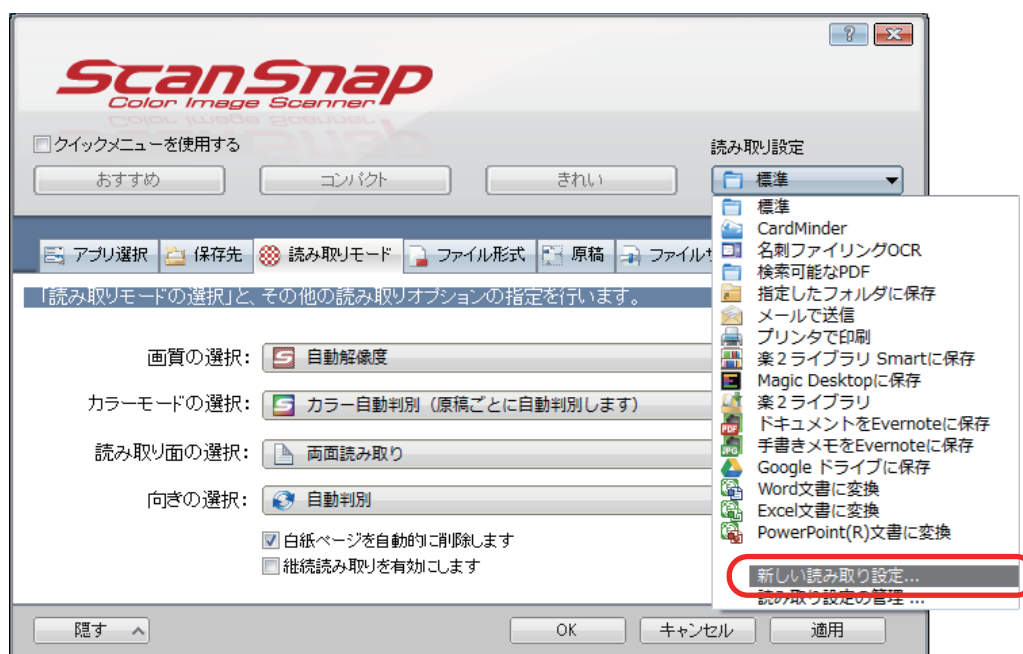 ScanSnap
Color Image Scanner
クイックメニューを使用する
読み取り設定
おすすめ
コンパクト
きれい
標準
標準
CardMinder
名刺ファイリングOCR
検索可能なPDF
指定したフォルダに保存
メールで送信
プリンタで印刷
楽2ライブラリ Smartに保存
Magic Desktopに保存
楽2ライブラリ
ドキュメントをEvernoteに保存
手書きメモをEvernoteに保存
Google ドライブに保存
Word文書に変換
Excel文書に変換
PowerPoint(R)文書に変換
新しい読み取り設定...
読み取り設定の管理 ...
アプリ選択
保存先
読み取りモード
ファイル形式
原稿
ファイル
「読み取りモードの選択」と、その他の読み取りオプションの指定を行います。
画質の選択:
自動解像度
カラーモードの選択:
カラー自動判別（原稿ごとに自動判別します）
読み取り面の選択:
両面読み取り
向きの選択:
自動判別
白紙ページを自動的に削除します
継続読み取りを有効にします
隠す
OK
キャンセル
適用